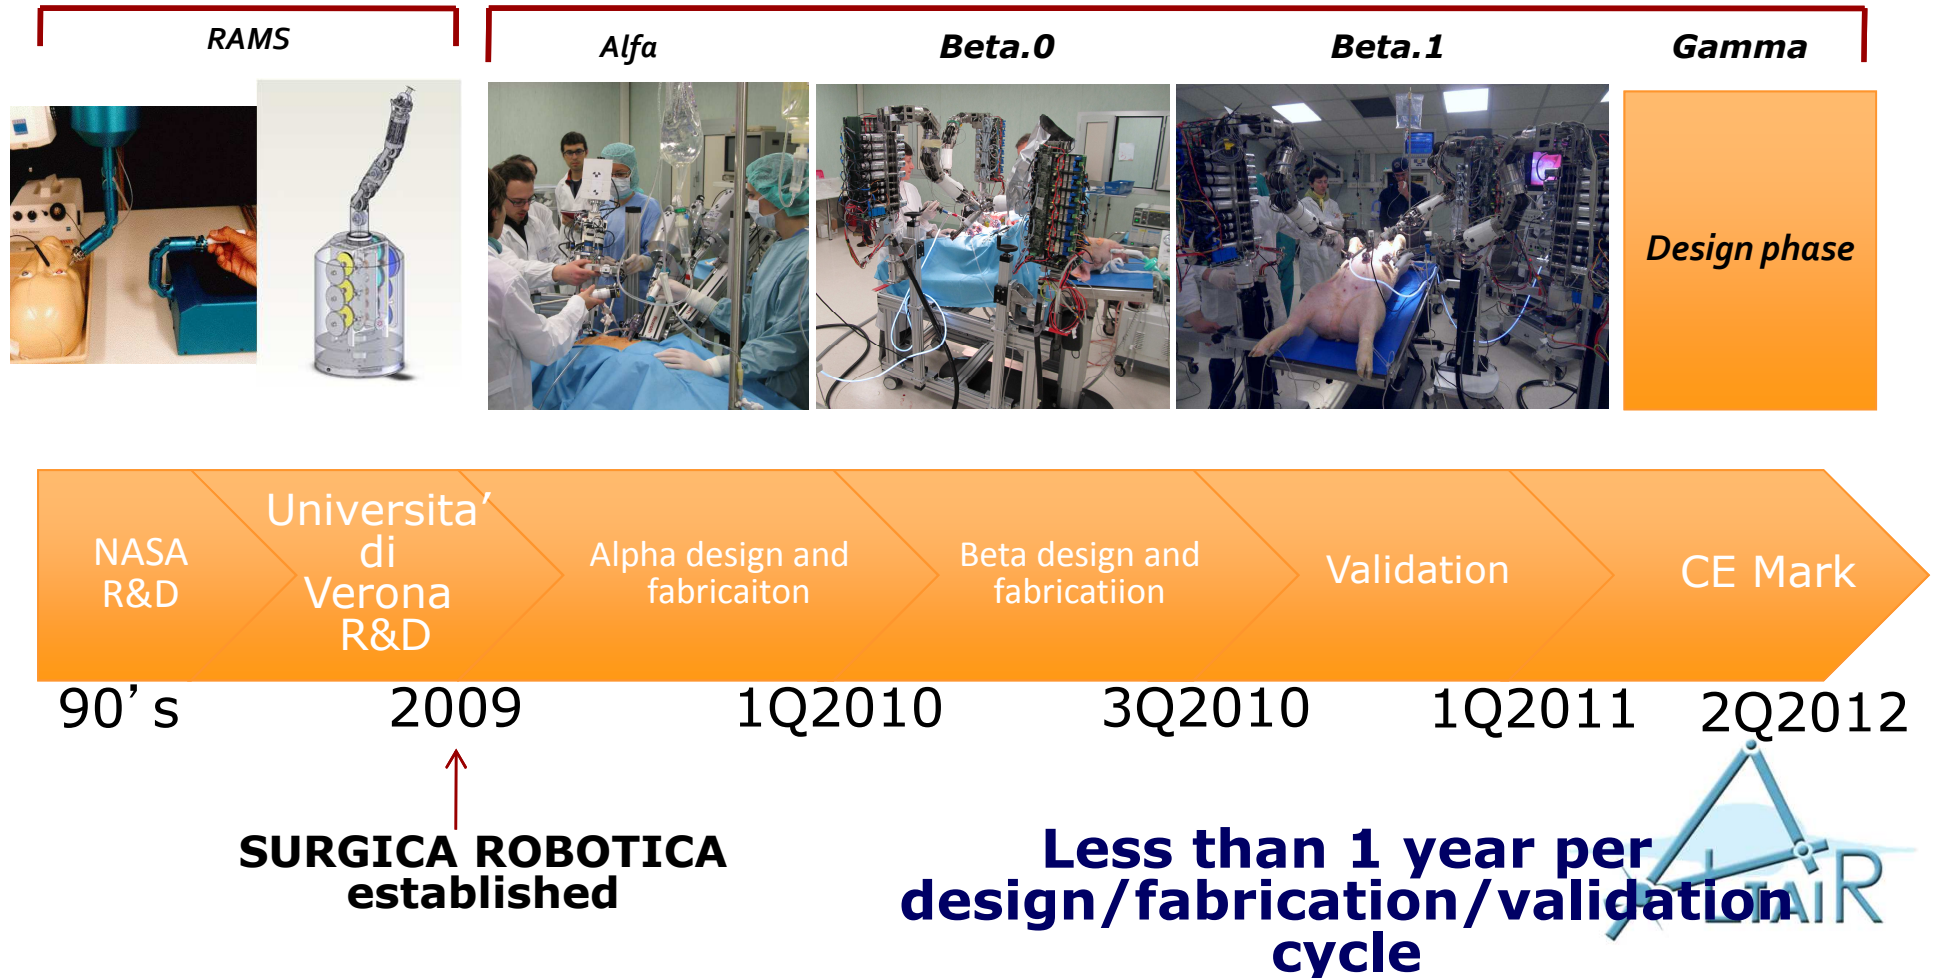 RAMS
Alfa
Beta.0
Beta.1
Gamma
Design phase
NASA
R&D
Universita’
di
Verona
R&D
Alpha design and
fabricaiton
Beta design and
fabricatiion
Validation
CE Mark
90’s
2009
1Q2010
3Q2010
1Q2011
2Q2012
SURGICA ROBOTICA
established
Less than 1 year per
design/fabrication/validation
cycle
ALTAIR